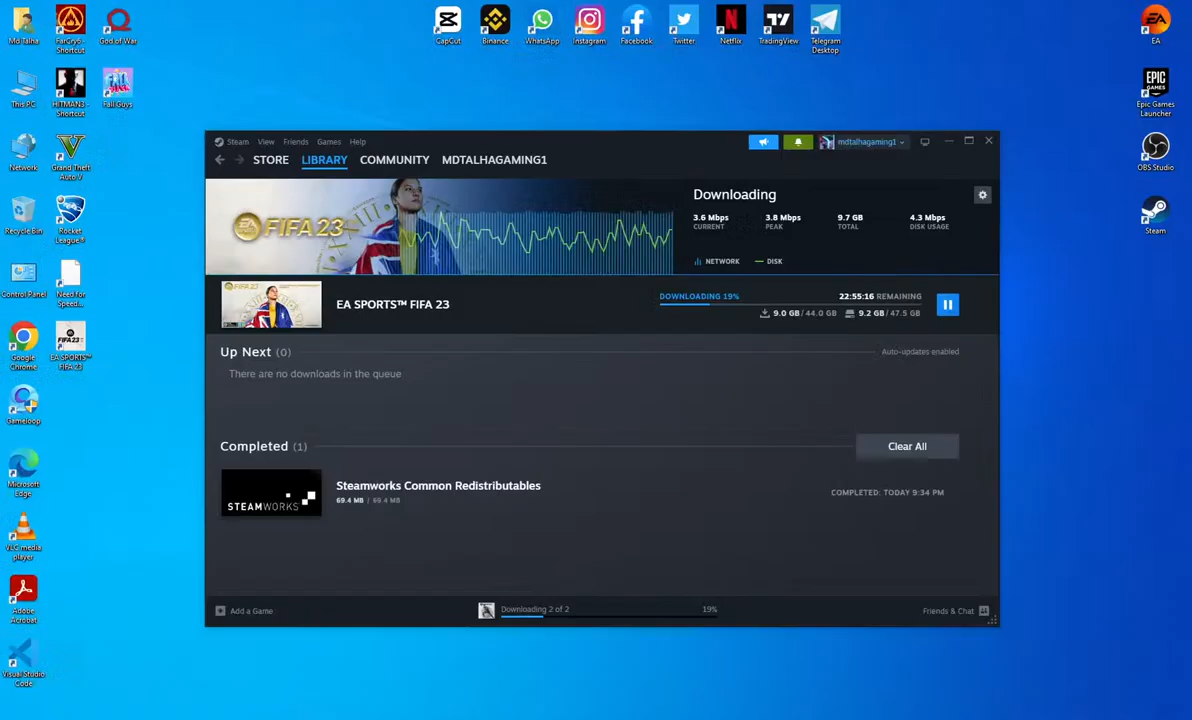 Md Talha
FarCry6 -
Shortcut
God of War
CapCut
Binance
WhatsApp
Instagram
Facebook
Twitter
Netflix
TradingView
Telegram
Desktop
EA
This PC
HITMAN3 -
Shortcut
Fall Guys
EPIC
GAMES
Epic Games
Launcher
Network
Grand Theft
Auto V
OBS Studio
Recycle Bin
Rocket
League®
Steam
Control Panel
Need for
Speed...
Google
Chrome
FIFA 23
EA SPORTS™
FIFA 23
Gameloop
Microsoft
Edge
VLC media
player
Adobe
Acrobat
Visual Studio
Code
Steam View Friends Games Help
mdtalhagaming1
STORE LIBRARY COMMUNITY MDTALHAGAMING1
EA SPORTS FIFA 23
Downloading
3.6 Mbps 3.8 Mbps 9.7 GB 4.3 Mbps
CURRENT PEAK TOTAL DISK USAGE
NETWORK DISK
EA SPORTS™ FIFA 23
DOWNLOADING 19% 22:55:16 REMAINING
9.0 GB / 44.0 GB 9.2 GB / 47.5 GB
Up Next (0) Auto-updates enabled
There are no downloads in the queue
Completed (1) Clear All
STEAMWORKS
Steamworks Common Redistributables
69.4 MB | 69.4 MB
COMPLETED: TODAY 9:34 PM
Add a Game
Downloading 2 of 2 19%
Friends & Chat